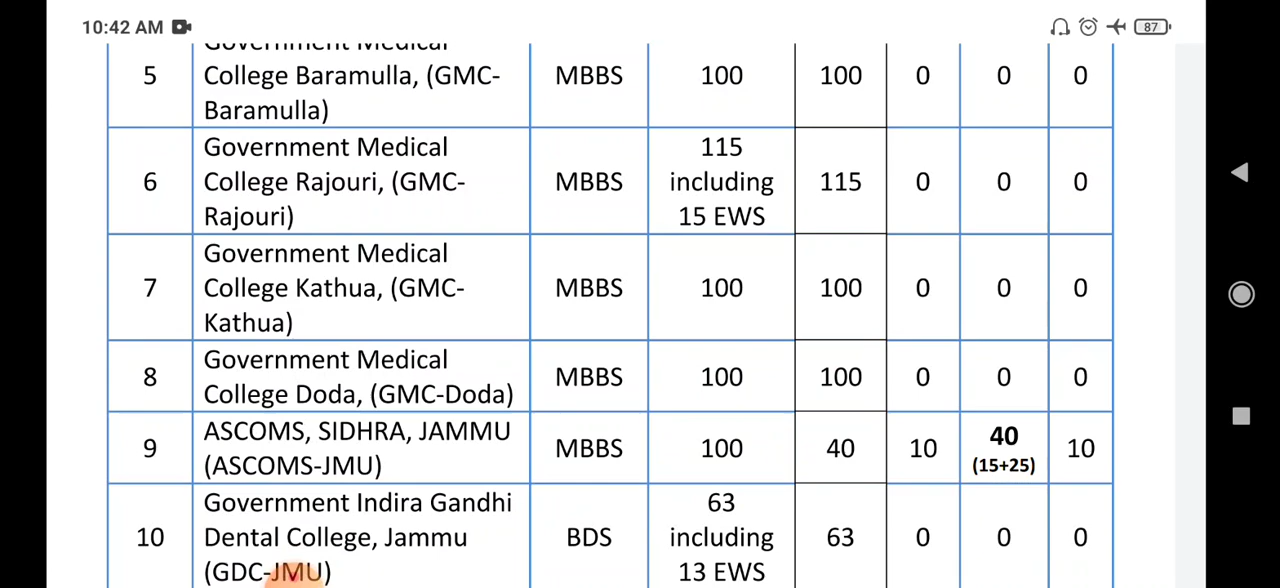 10:42 AM
87
Government Medical
5 College Baramulla, (GMC- MBBS 100 100 0 0 0
Baramulla)
Government Medical 115
6 College Rajouri, (GMC- MBBS including 115 0 0 0
Rajouri) 15 EWS
Government Medical
7 College Kathua, (GMC- MBBS 100 100 0 0 0
Kathua)
Government Medical
8 College Doda, (GMC-Doda) MBBS 100 100 0 0 0
ASCOMS, SIDHRA, JAMMU
9 (ASCOMS-JMU) MBBS 100 40 10 40 (15+25) 10
Government Indira Gandhi 63
10 Dental College, Jammu BDS including 63 0 0 0
(GDC-JMU) 13 EWS